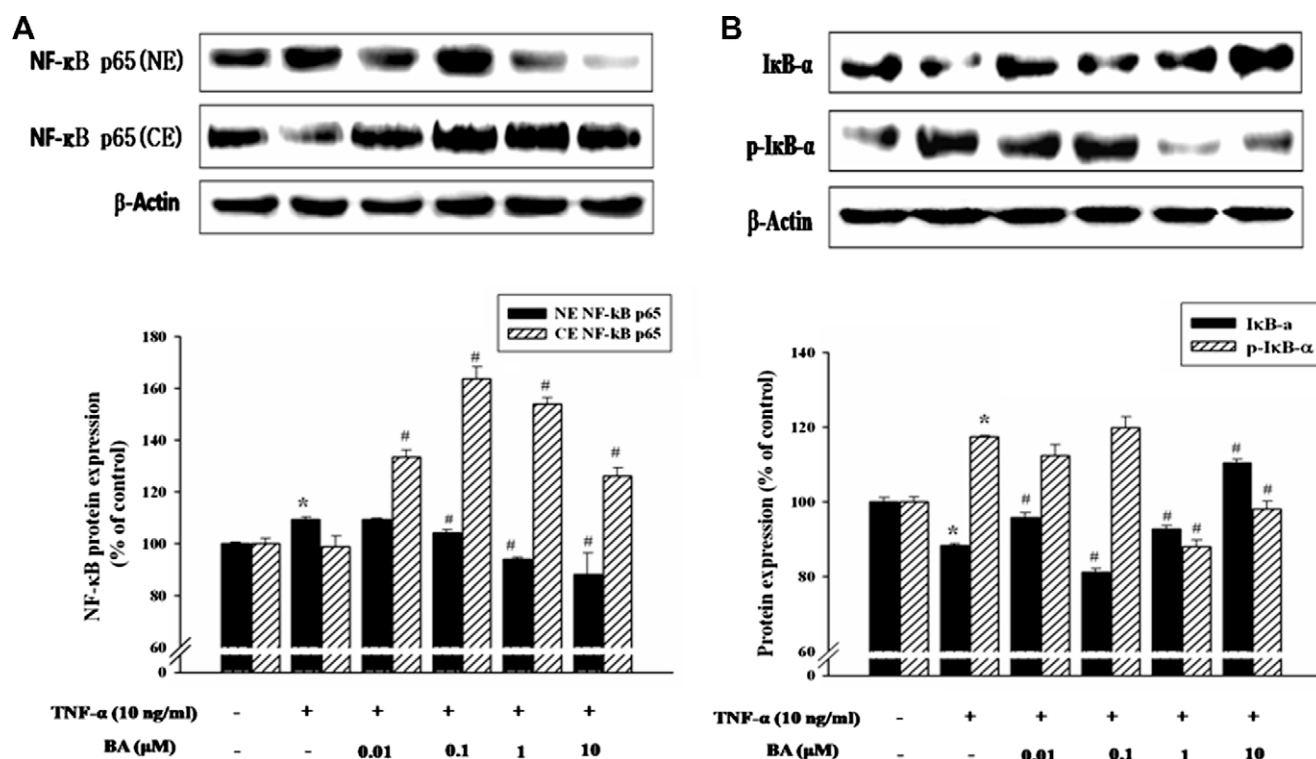 A
NF-κB p65(NE)
NF-κB p65(CE)
β-Actin
NE NF-kB p65
CE NF-kB p65
NF-κB protein expression
(% of control)
180
160
140
120
100
80
60
0
*
#
#
#
#
#
#
#
TNF-α (10 ng/ml) - + + + + +
BA (μM) - - 0.01 0.1 1 10
B
IκB-α
p-IκB-α
β-Actin
IκB-a
p-IκB-α
Protein expression (% of control)
140
120
100
80
60
0
*
*
#
#
#
#
#
#
TNF-α (10 ng/ml) - + + + + +
BA (μM) - - 0.01 0.1 1 10